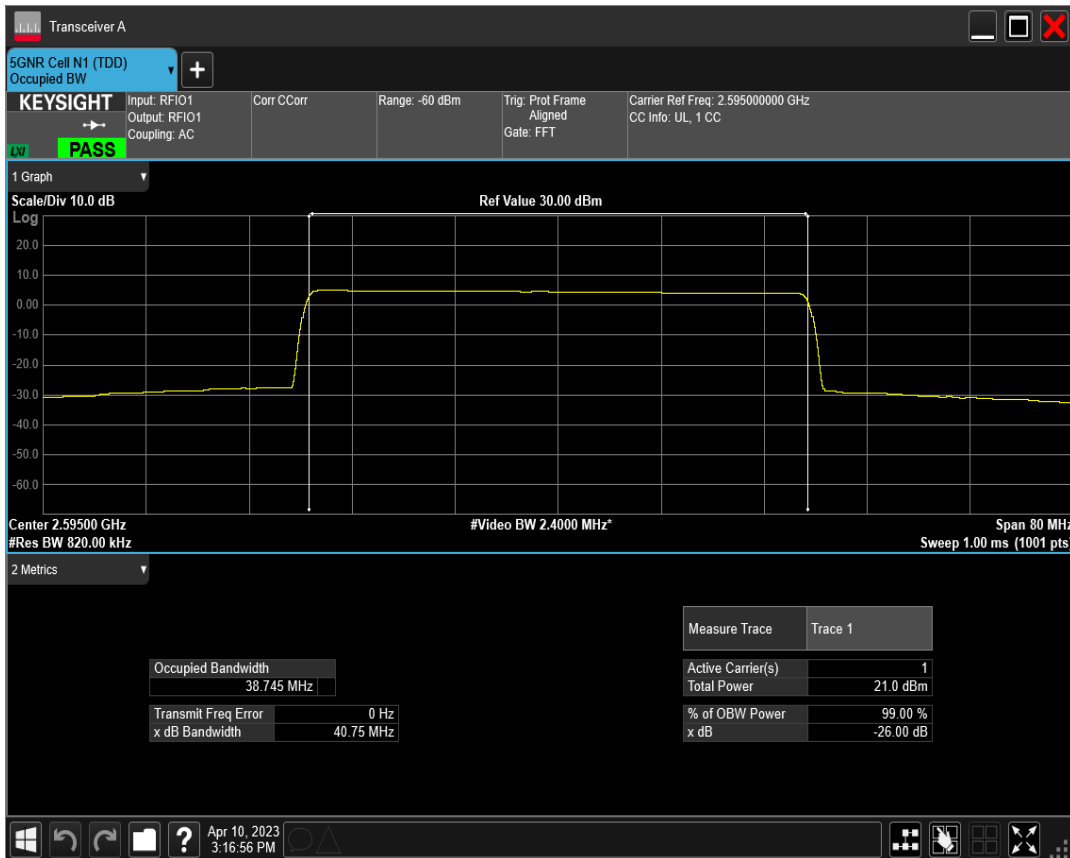 Transceiver A
5GNR Cell N1 (TDD)
Occupied BW
+
KEYSIGHT
LXI
PASS
Input: RFIO1
Output: RFIO1
Coupling: AC
Corr CCorr
Range: -60 dBm
Trig: Prot Frame
Aligned
Gate: FFT
Carrier Ref Freq: 2.595000000 GHz
CC Info: UL, 1 CC
1 Graph
Scale/Div 10.0 dB
Ref Value 30.00 dBm
Log
20.0
10.0
0.00
-10.0
-20.0
-30.0
-40.0
-50.0
-60.0
Center 2.59500 GHz
#Video BW 2.4000 MHz*
Span 80 MHz
#Res BW 820.00 kHz
Sweep 1.00 ms (1001 pts)
2 Metrics
Measure Trace Trace 1
Occupied Bandwidth
38.745 MHz
Active Carrier(s) 1
Total Power 21.0 dBm
Transmit Freq Error 0 Hz
x dB Bandwidth 40.75 MHz
% of OBW Power 99.00 %
x dB -26.00 dB
?
Apr 10, 2023
3:16:56 PM